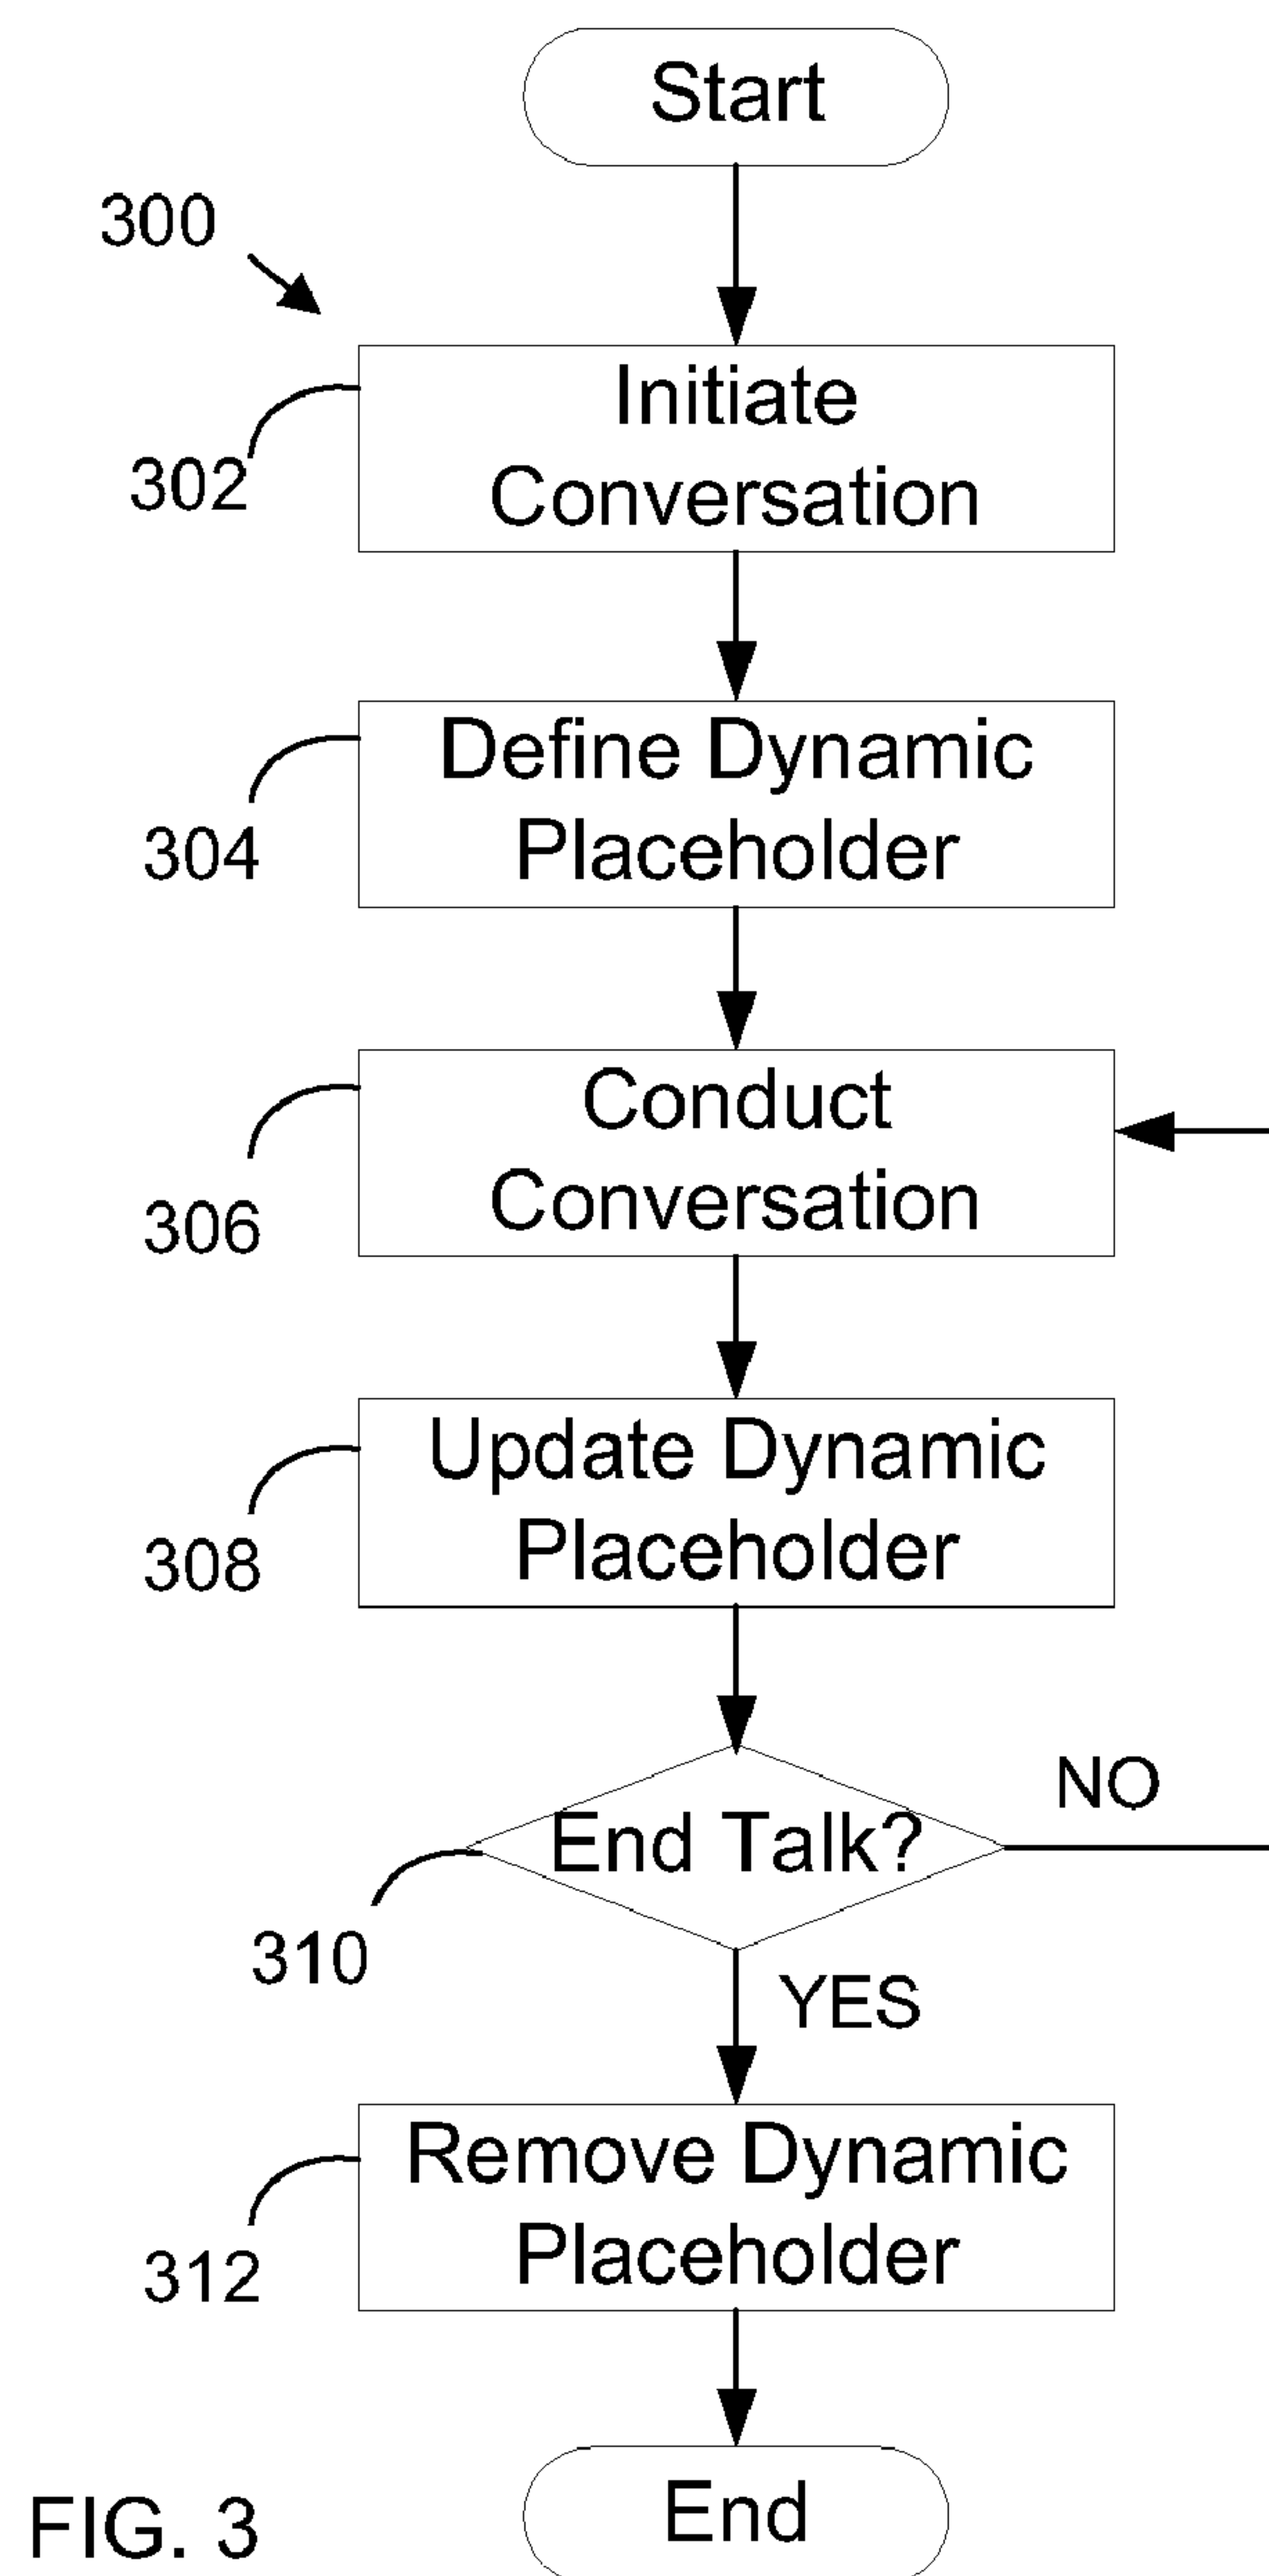 Start
300
Initiate
Conversation
302
Define Dynamic
Placeholder
304
Conduct
Conversation
306
Update Dynamic
Placeholder
308
End Talk?
NO
310
YES
Remove Dynamic
Placeholder
312
End
FIG. 3